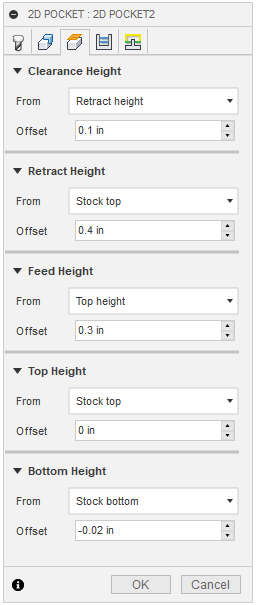 2D POCKET : 2D POCKET2
Clearance Height
From Retract height
Offset 0.1 in
Retract Height
From Stock top
Offset 0.4 in
Feed Height
From Top height
Offset 0.3 in
Top Height
From Stock top
Offset 0 in
Bottom Height
From Stock bottom
Offset -0.02 in
OK Cancel